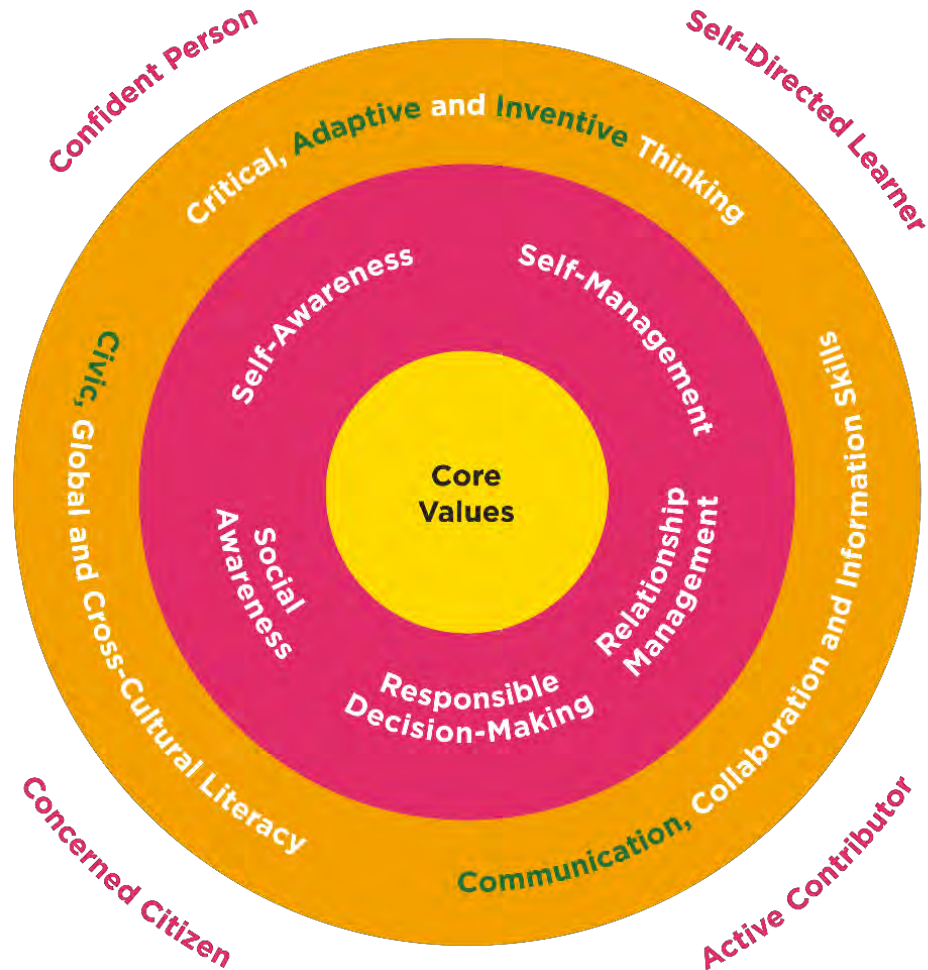 Confident Person
Self-Directed Learner
Critical, Adaptive and Inventive Thinking
Self-Awareness
Self-Management
Civic, Global and Cross-Cultural Literacy
Communication, Collaboration and Information Skills
Core
Values
Social
Awareness
Relationship
Management
Responsible
Decision-Making
Concerned Citizen
Active Contributor